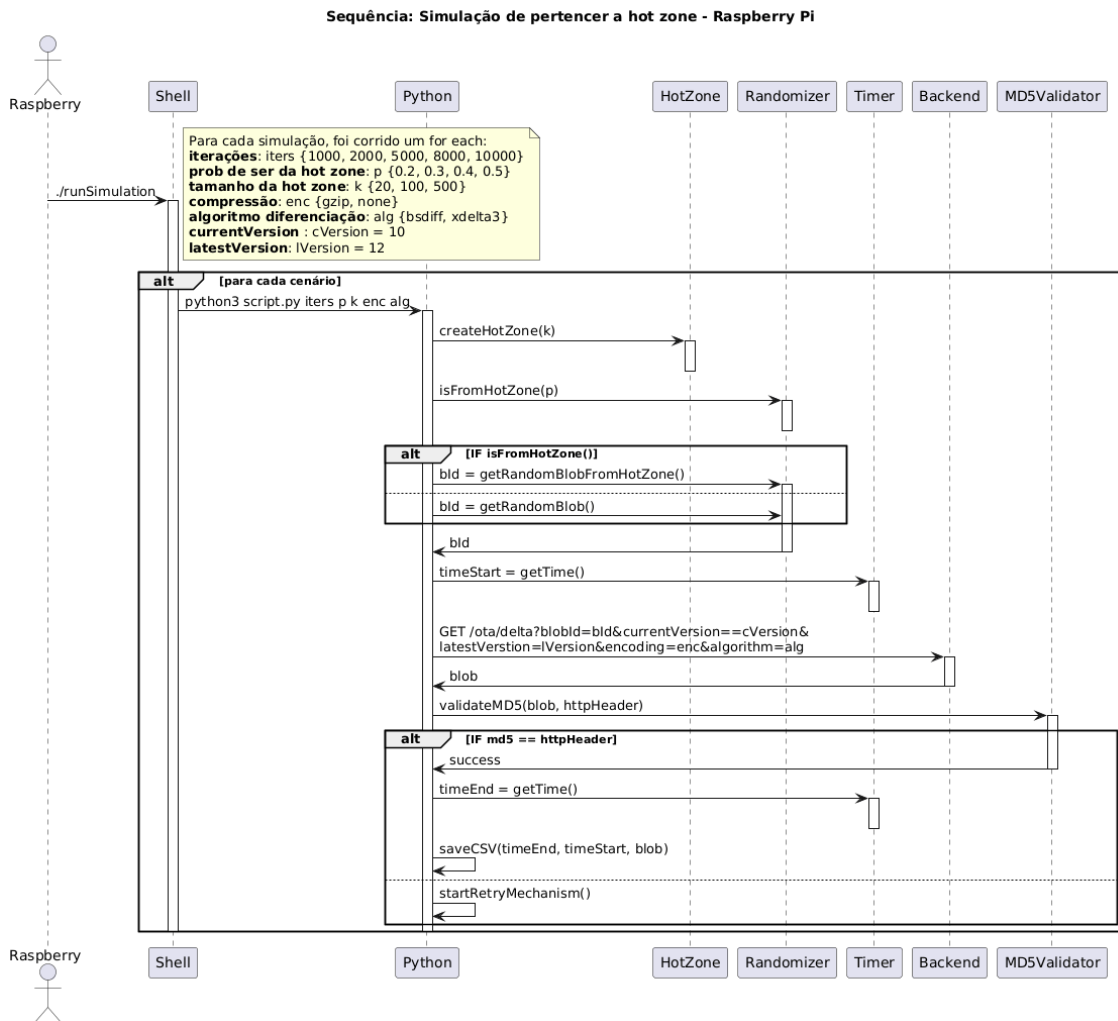 Sequência: Simulação de pertencer a hot zone - Raspberry Pi
Raspberry
Shell
Python
HotZone
Randomizer
Timer
Backend
MD5Validator
Para cada simulação, foi corrido um for each:
iterações: iters {1000, 2000, 5000, 8000, 10000}
prob de ser da hot zone: p {0.2, 0.3, 0.4, 0.5}
tamanho da hot zone: k {20, 100, 500}
compressão: enc {gzip, none}
algoritmo diferenciação: alg {bsdiff, xdelta3}
currentVersion : cVersion = 10
latestVersion: lVersion = 12
./runSimulation
alt [para cada cenário]
python3 script.py iters p k enc alg
createHotZone(k)
isFromHotZone(p)
alt [IF isFromHotZone()]
bId = getRandomBlobFromHotZone()
bId = getRandomBlob()
bId
timeStart = getTime()
GET /ota/delta?blobId=bId&currentVersion==cVersion&
latestVerstion=lVersion&encoding=enc&algorithm=alg
blob
validateMD5(blob, httpHeader)
alt [IF md5 == httpHeader]
success
timeEnd = getTime()
saveCSV(timeEnd, timeStart, blob)
startRetryMechanism()
Raspberry
Shell
Python
HotZone
Randomizer
Timer
Backend
MD5Validator